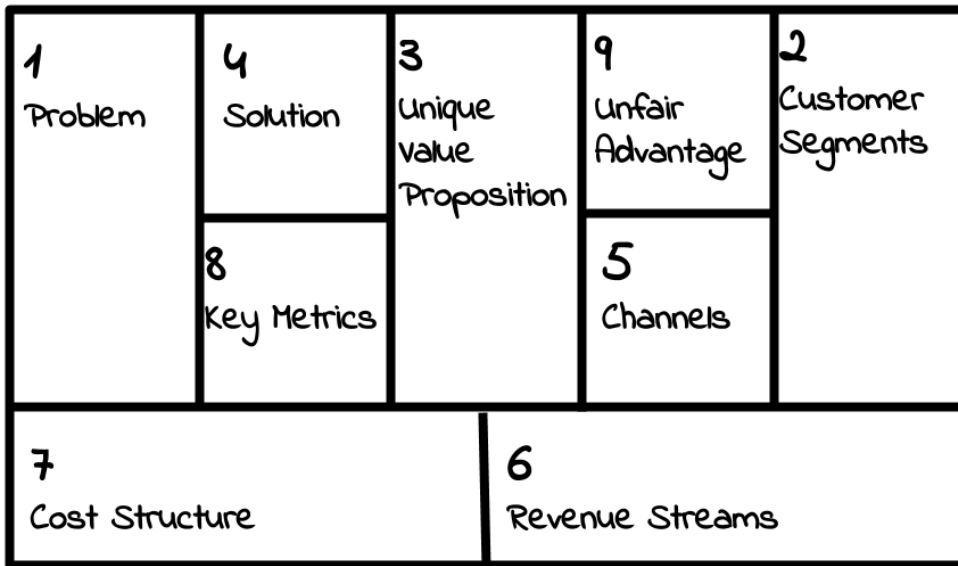 1
Problem
4
Solution
8
Key Metrics
3
Unique
Value
Proposition
9
Unfair
Advantage
5
Channels
2
Customer
Segments
7
Cost Structure
6
Revenue Streams